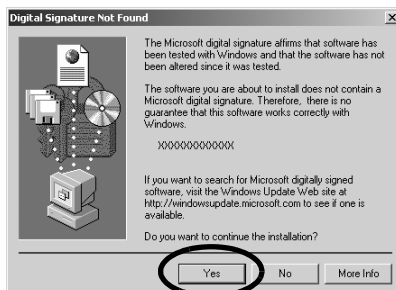 Digital Signature Not Found
The Microsoft digital signature affirms that software has
been tested with Windows and that the software has not
been altered since it was tested.
The software you are about to install does not contain a
Microsoft digital signature. Therefore, there is no
guarantee that this software works correctly with
Windows.
XXXXXXXXXXXX
If you want to search for Microsoft digitally signed
software, visit the Windows Update Web site at
http://windowsupdate.microsoft.com to see if one is
available.
Do you want to continue the installation?
Yes No More Info